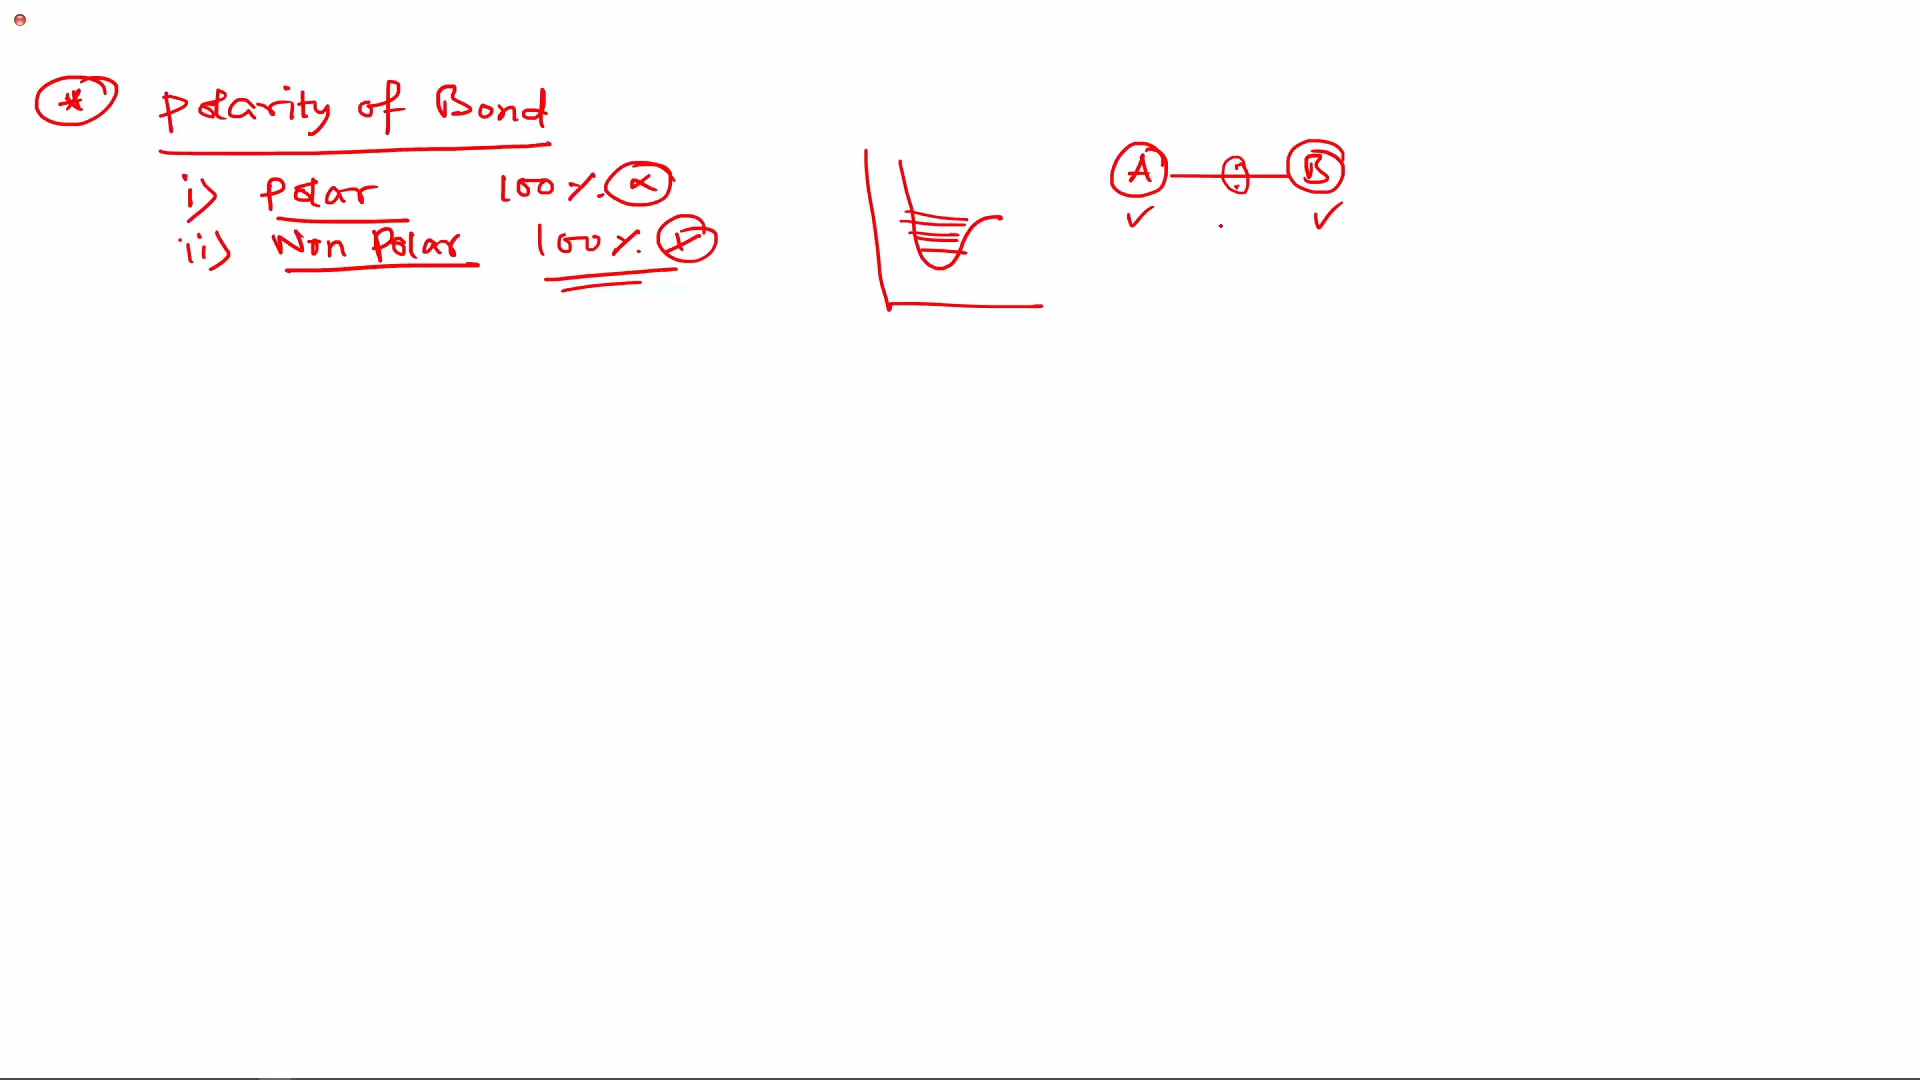 * Polarity of Bond
i) Polar 100%. ×
ii) Non Polar 100%. ✓
A — : — B
✓ ✓